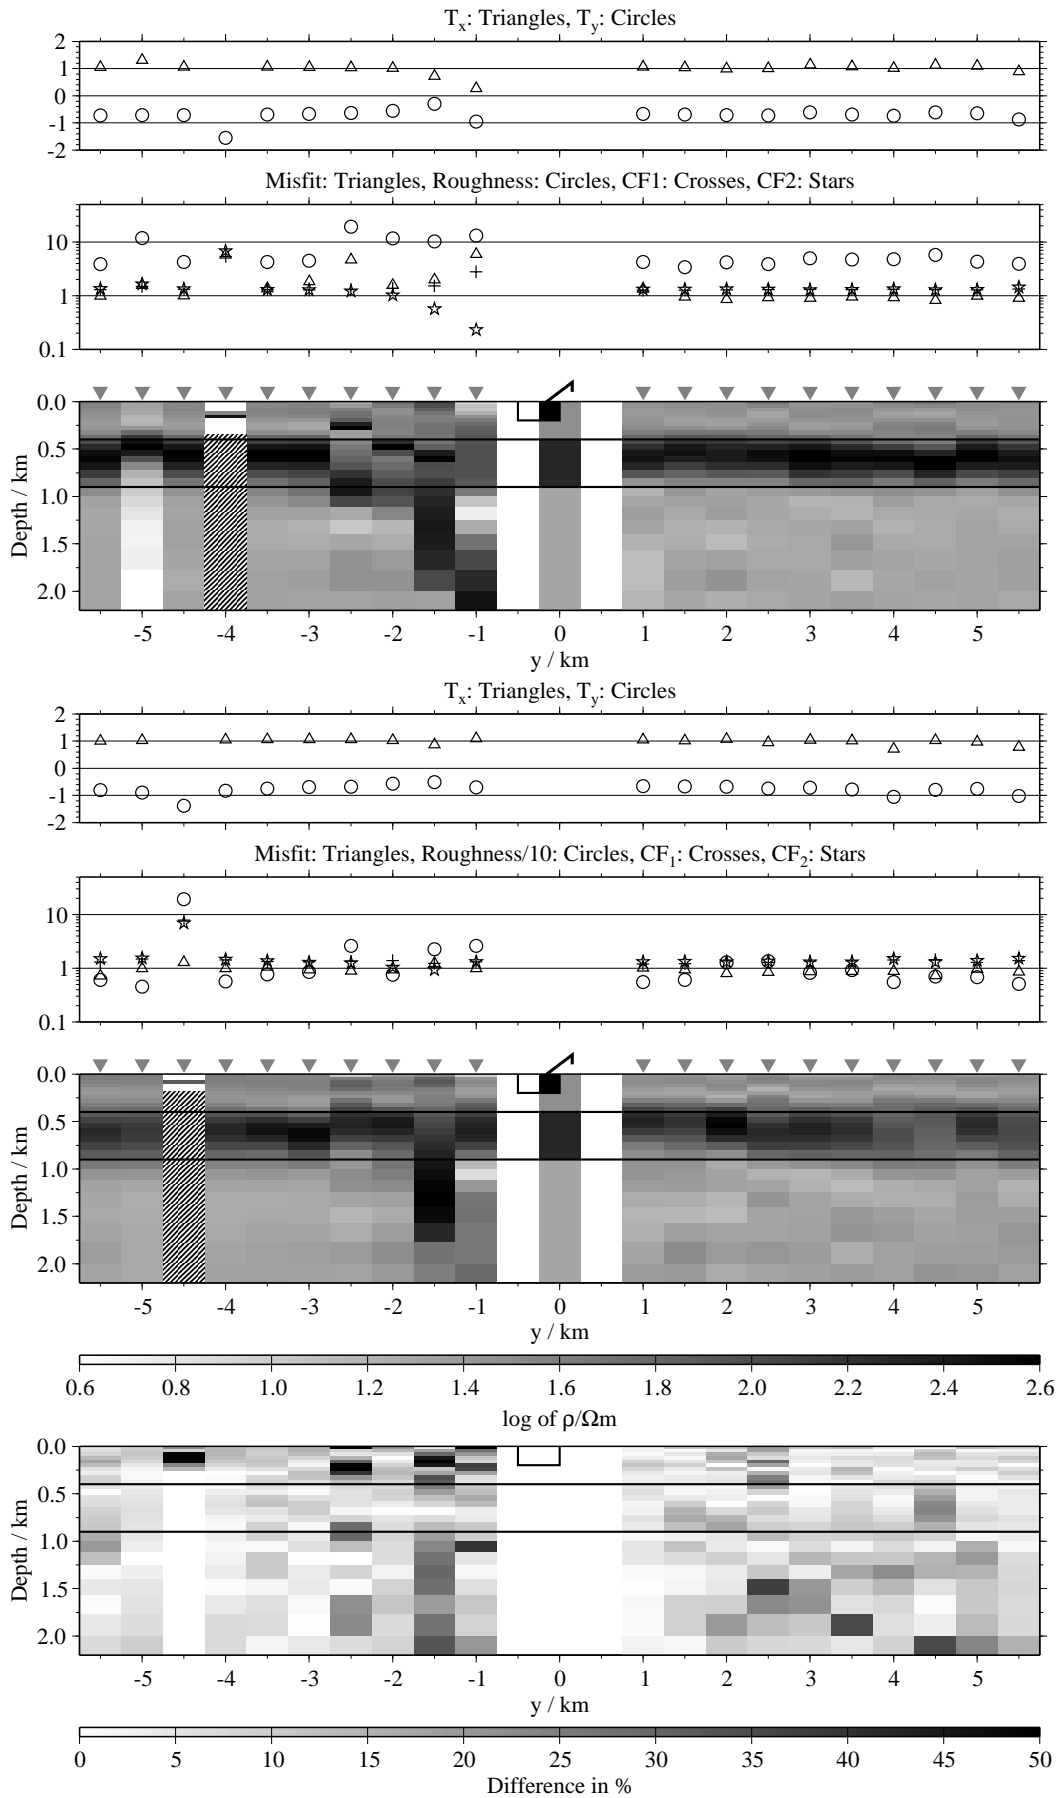 T_x: Triangles, T_y: Circles
2
1
0
-1
-2
Misfit: Triangles, Roughness: Circles, CF1: Crosses, CF2: Stars
10
1
0.1
0.0
0.5
1.0
1.5
2.0
Depth / km
-5 -4 -3 -2 -1 0 1 2 3 4 5
y / km
T_x: Triangles, T_y: Circles
2
1
0
-1
-2
Misfit: Triangles, Roughness/10: Circles, CF_1: Crosses, CF_2: Stars
10
1
0.1
0.0
0.5
1.0
1.5
2.0
Depth / km
-5 -4 -3 -2 -1 0 1 2 3 4 5
y / km
0.6 0.8 1.0 1.2 1.4 1.6 1.8 2.0 2.2 2.4 2.6
log of ρ/Ωm
0.0
0.5
1.0
1.5
2.0
Depth / km
-5 -4 -3 -2 -1 0 1 2 3 4 5
y / km
0 5 10 15 20 25 30 35 40 45 50
Difference in %